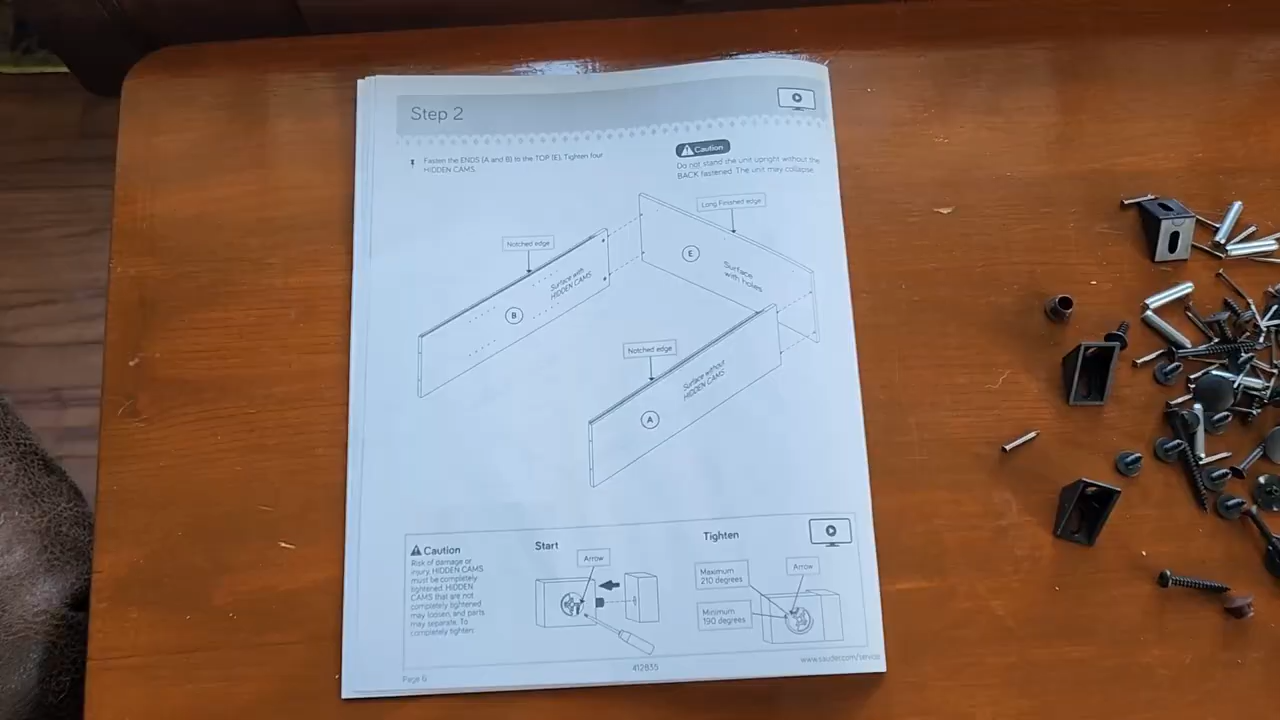 Step 2
Fasten the ENDS (A and B) to the TOP (E). Tighten four
HIDDEN CAMS.
Caution
Do not stand the unit upright without the
BACK fastened. The unit may collapse.
Long Finished edge
Notched edge
E
Surface
with holes
Surface with
HIDDEN CAMS
B
Notched edge
Surface without
HIDDEN CAMS
A
Caution
Risk of damage or
injury. HIDDEN CAMS
must be completely
tightened. HIDDEN
CAMS that are not
completely tightened
may loosen, and parts
may separate. To
completely tighten:
Start
Arrow
Tighten
Maximum
210 degrees
Arrow
Minimum
190 degrees
Page 6
412835
www.sauder.com/service